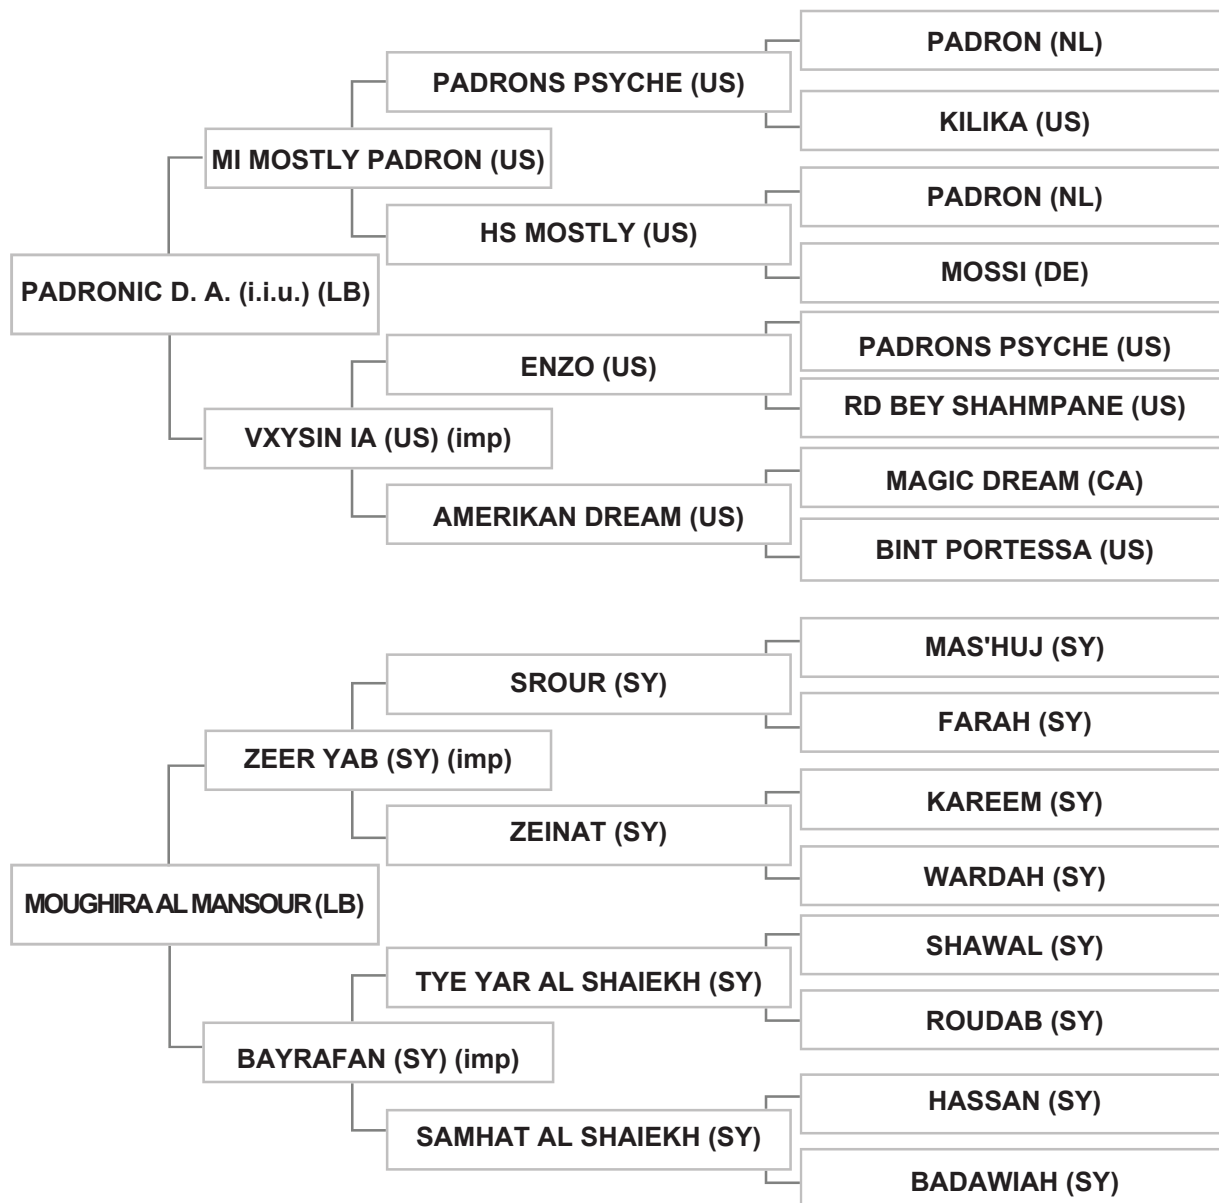 PADRON (NL)
PADRONS PSYCHE (US)
KILIKA (US)
MI MOSTLY PADRON (US)
PADRON (NL)
HS MOSTLY (US)
MOSSI (DE)
PADRONIC D. A. (i.i.u.) (LB)
PADRONS PSYCHE (US)
ENZO (US)
RD BEY SHAHMPANE (US)
VXYSIN IA (US) (imp)
MAGIC DREAM (CA)
AMERIKAN DREAM (US)
BINT PORTESSA (US)
MAS'HUJ (SY)
SROUR (SY)
FARAH (SY)
ZEER YAB (SY) (imp)
KAREEM (SY)
ZEINAT (SY)
WARDAH (SY)
MOUGHIRA AL MANSOUR (LB)
SHAWAL (SY)
TYE YAR AL SHAIEKH (SY)
ROUDAB (SY)
BAYRAFAN (SY) (imp)
HASSAN (SY)
SAMHAT AL SHAIEKH (SY)
BADAWIAH (SY)